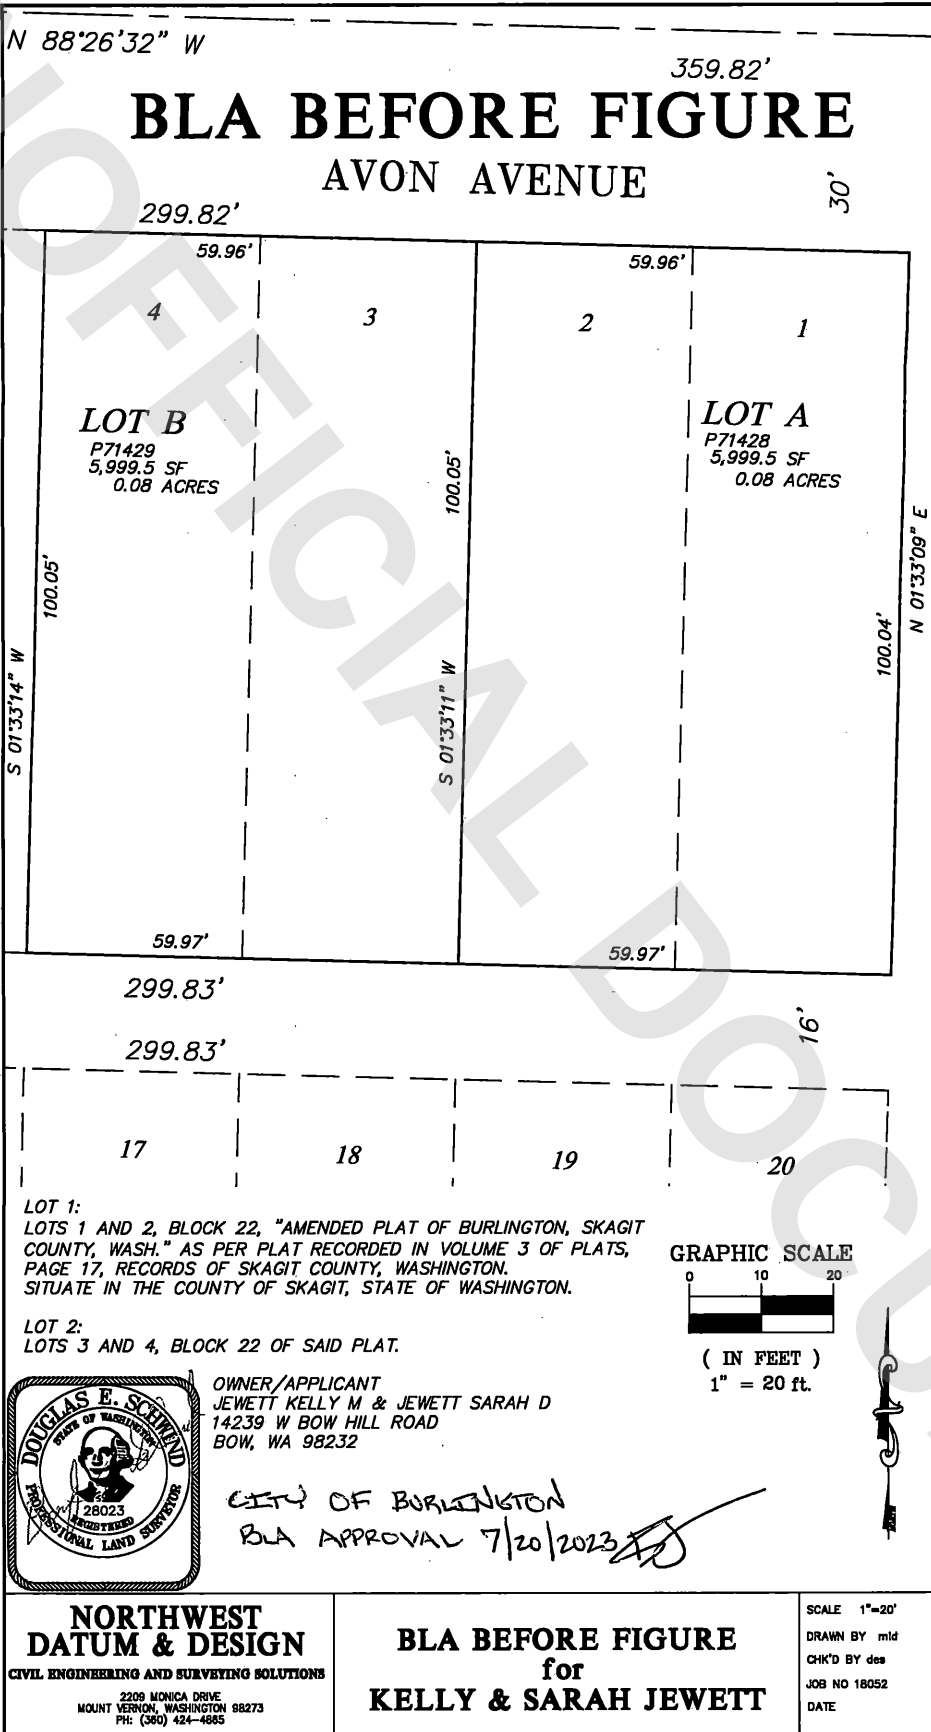 N 88°26'32" W
359.82'
BLA BEFORE FIGURE
AVON AVENUE
30'
299.82'
59.96'
59.96'
4
3
2
1
LOT B
P71429
5,999.5 SF
0.08 ACRES
LOT A
P71428
5,999.5 SF
0.08 ACRES
100.05'
100.05'
100.04'
N 01°33'09" E
S 01°33'14" W
S 01°33'11" W
59.97'
59.97'
299.83'
16'
299.83'
17
18
19
20
LOT 1:
LOTS 1 AND 2, BLOCK 22, "AMENDED PLAT OF BURLINGTON, SKAGIT
COUNTY, WASH." AS PER PLAT RECORDED IN VOLUME 3 OF PLATS,
PAGE 17, RECORDS OF SKAGIT COUNTY, WASHINGTON.
SITUATE IN THE COUNTY OF SKAGIT, STATE OF WASHINGTON.
LOT 2:
LOTS 3 AND 4, BLOCK 22 OF SAID PLAT.
GRAPHIC SCALE
0 10 20
( IN FEET )
1" = 20 ft.
OWNER/APPLICANT
JEWETT KELLY M & JEWETT SARAH D
14239 W BOW HILL ROAD
BOW, WA 98232
DOUGLAS E. SCHWEND
STATE OF WASHINGTON
28023
REGISTERED
PROFESSIONAL LAND SURVEYOR
CITY OF BURLINGTON
BLA APPROVAL 7/20/2023
NORTHWEST
DATUM & DESIGN
CIVIL ENGINEERING AND SURVEYING SOLUTIONS
2209 MONICA DRIVE
MOUNT VERNON, WASHINGTON 98273
PH: (360) 424-4865
BLA BEFORE FIGURE
for
KELLY & SARAH JEWETT
SCALE 1"=20'
DRAWN BY mld
CHK'D BY des
JOB NO 18052
DATE
OFFICIAL DOCU